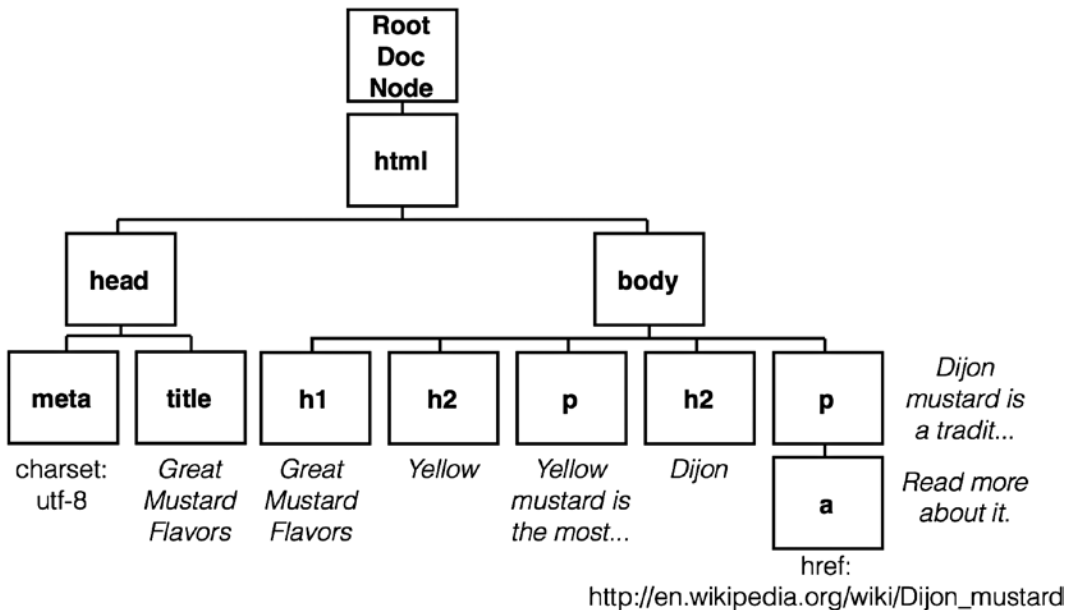 Root
Doc
Node
html
head
body
meta
title
h1
h2
p
h2
p
Dijon
mustard is
a tradit...
charset:
utf-8
Great
Mustard
Flavors
Great
Mustard
Flavors
Yellow
Yellow
mustard is
the most...
Dijon
a
Read more
about it.
href:
http://en.wikipedia.org/wiki/Dijon_mustard